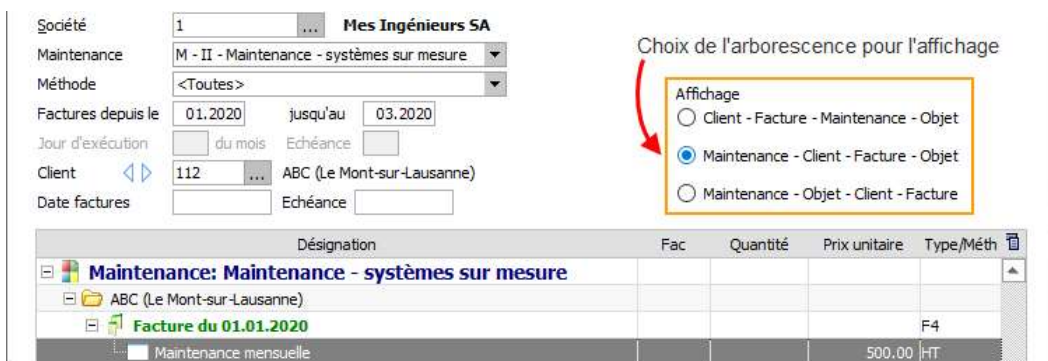 Société 1 ... Mes Ingénieurs SA
Maintenance M - II - Maintenance - systèmes sur mesure
Méthode <Toutes>
Factures depuis le 01.2020 jusqu'au 03.2020
Jour d'exécution du mois Echéance
Client 112 ... ABC (Le Mont-sur-Lausanne)
Date factures Echéance
Choix de l'arborescence pour l'affichage
Affichage
Client - Facture - Maintenance - Objet
Maintenance - Client - Facture - Objet
Maintenance - Objet - Client - Facture
Désignation Fac Quantité Prix unitaire Type/Méth
Maintenance: Maintenance - systèmes sur mesure
ABC (Le Mont-sur-Lausanne)
Facture du 01.01.2020 F4
Maintenance mensuelle 500.00 HT